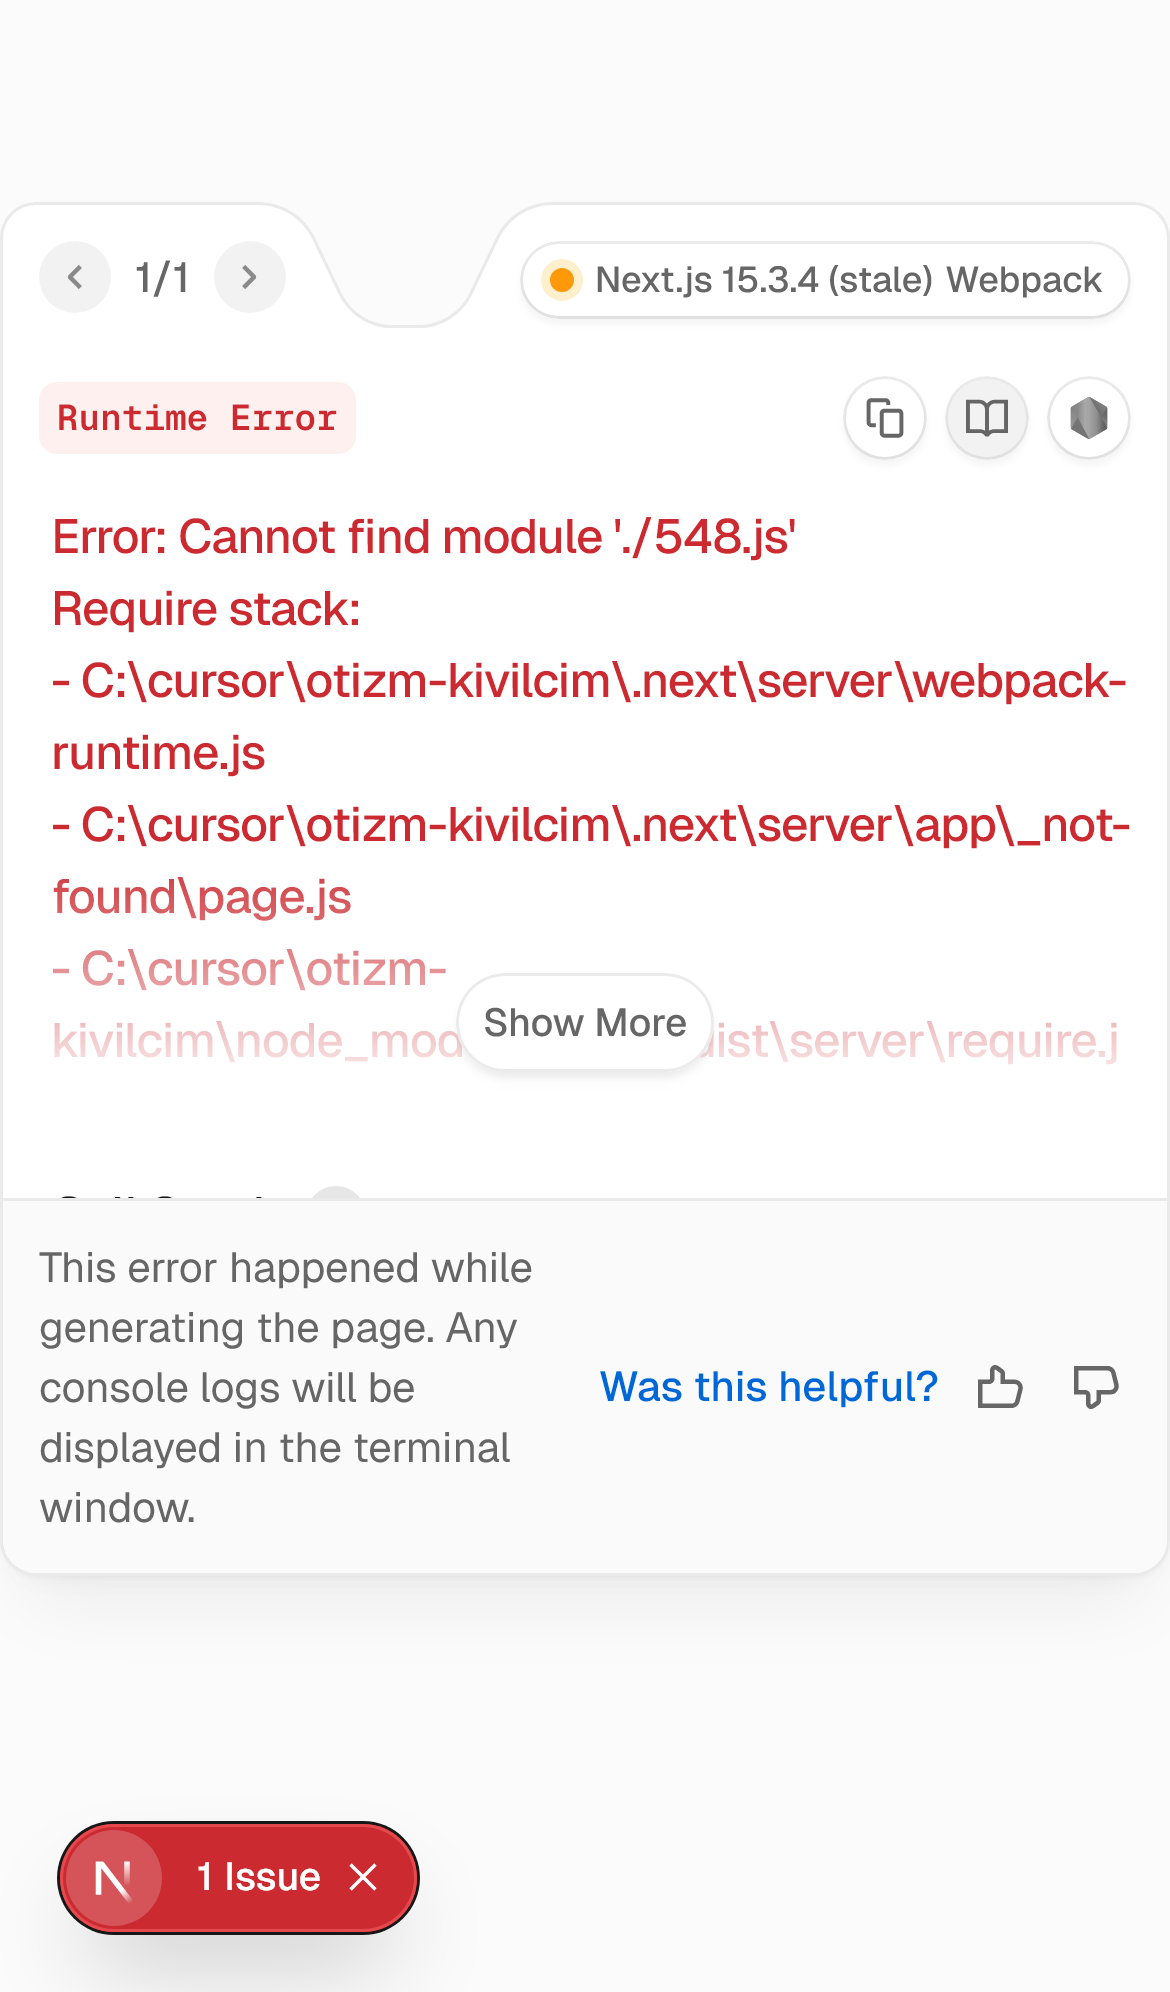 1/1
Next.js 15.3.4 (stale) Webpack
Runtime Error
Error: Cannot find module './548.js'
Require stack:
- C:\cursor\otizm-kivilcim\.next\server\webpack-
runtime.js
- C:\cursor\otizm-kivilcim\.next\server\app\_not-
found\page.js
- C:\cursor\otizm-
kivilcim\node_mod
ist\server\require.j
Show More
This error happened while
generating the page. Any
console logs will be
displayed in the terminal
window.
Was this helpful?
N 1 Issue